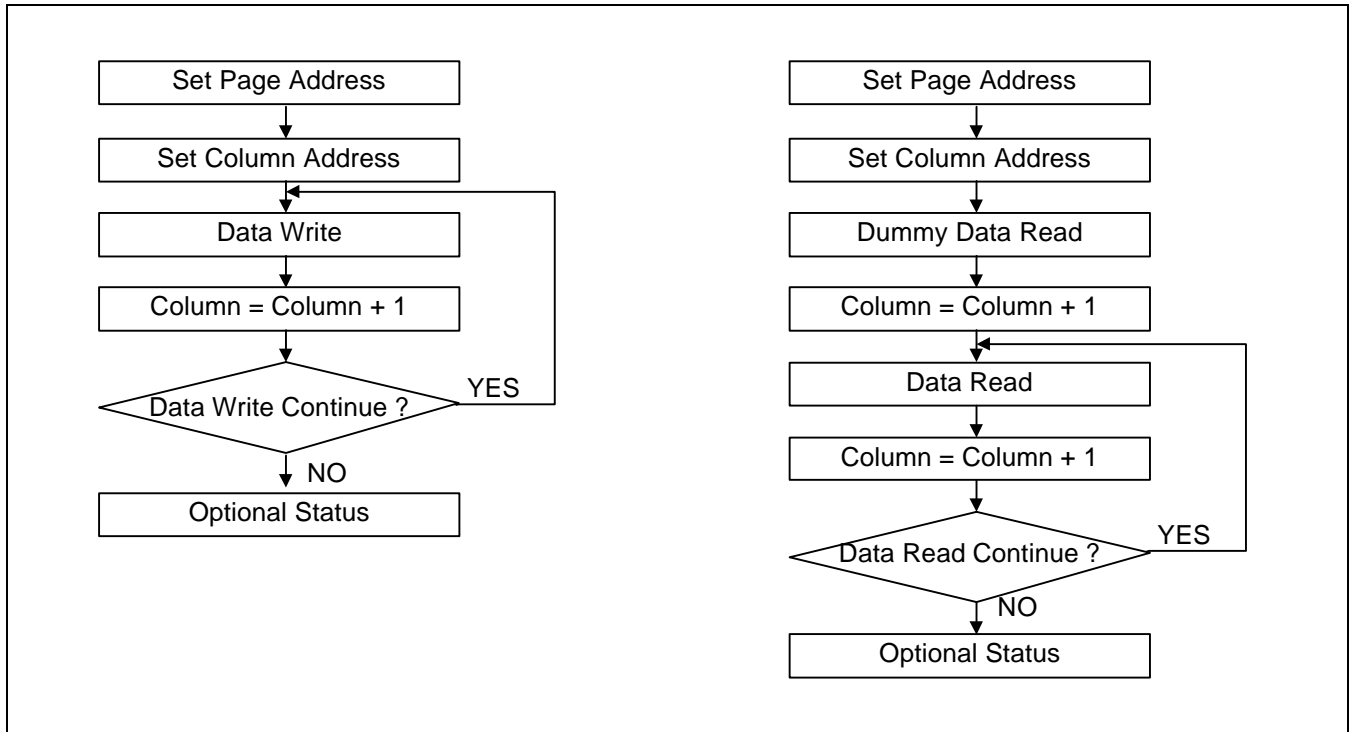 Set Page Address
Set Column Address
Data Write
Column = Column + 1
Data Write Continue ?
YES
NO
Optional Status
Set Page Address
Set Column Address
Dummy Data Read
Column = Column + 1
Data Read
Column = Column + 1
Data Read Continue ?
YES
NO
Optional Status